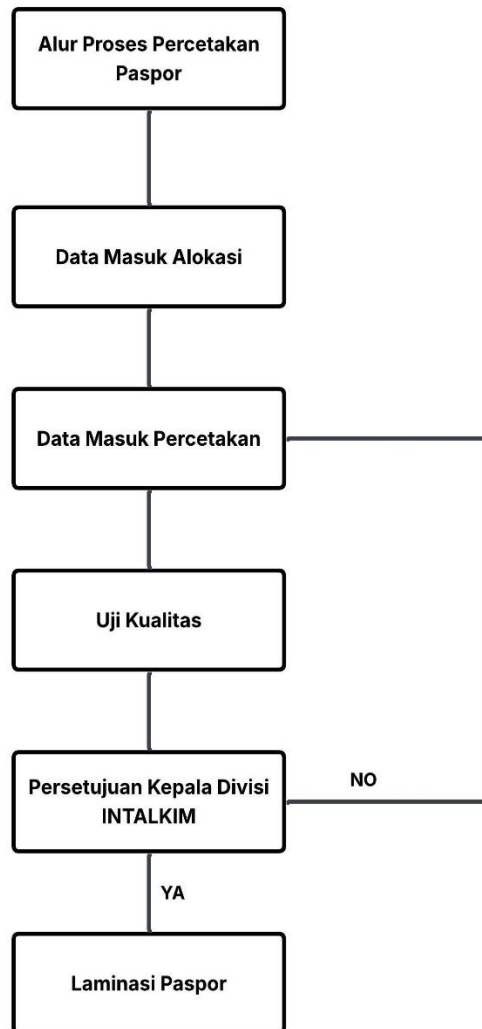 Alur Proses Percetakan
Paspor
Data Masuk Alokasi
Data Masuk Percetakan
Uji Kualitas
Persetujuan Kepala Divisi
INTALKIM
NO
YA
Laminasi Paspor